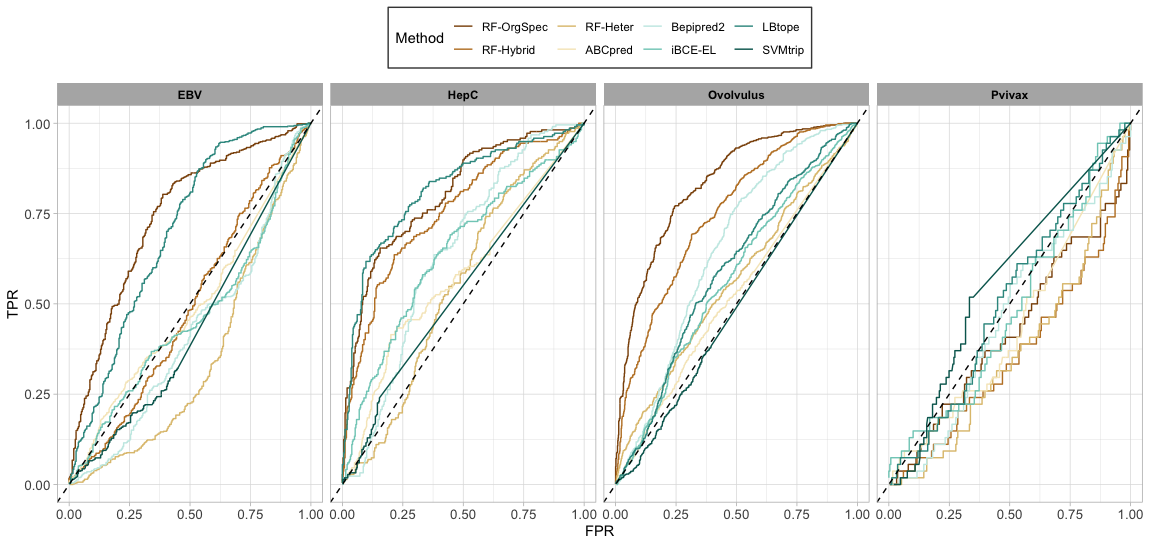 Method RF-OrgSpec RF-Heter Bepipred2 LBtope
RF-Hybrid ABCpred iBCE-EL SVMtrip
EBV HepC Ovolvulus Pvivax
1.00
0.75
0.50
0.25
0.00
TPR
0.00 0.25 0.50 0.75 1.00 0.00 0.25 0.50 0.75 1.00 0.00 0.25 0.50 0.75 1.00 0.00 0.25 0.50 0.75 1.00
FPR